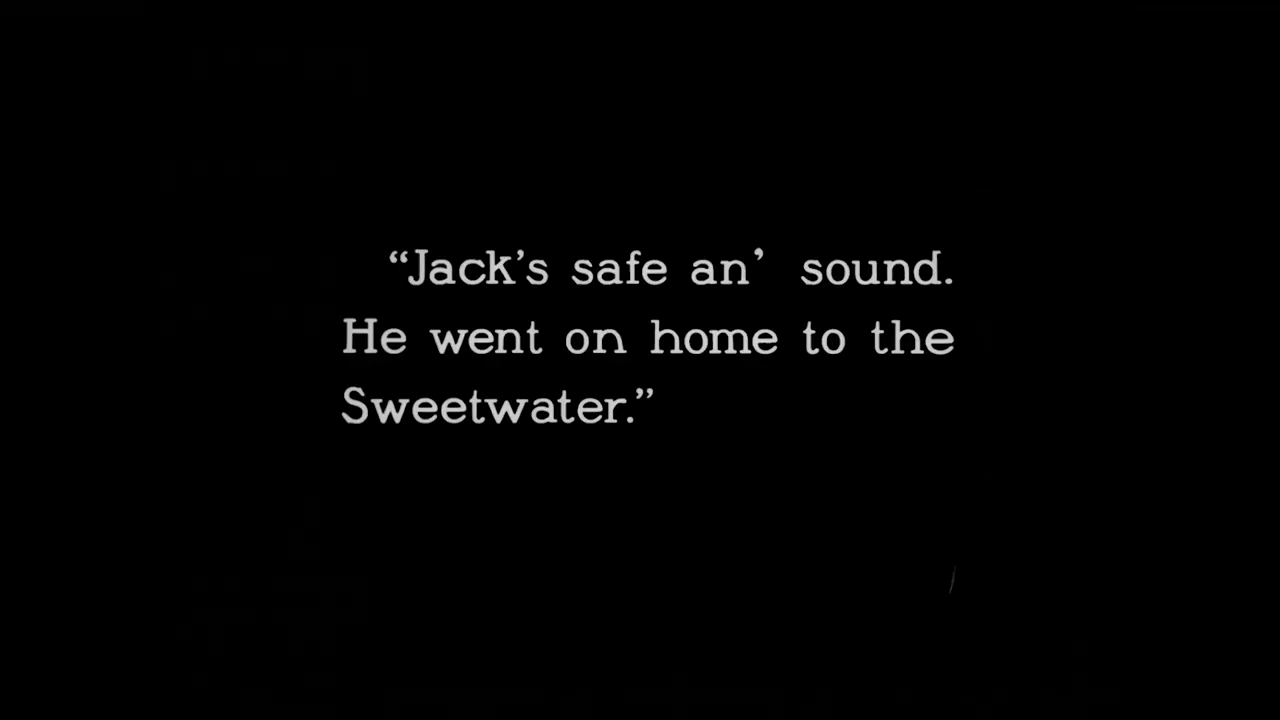 “Jack’s safe an’ sound.
He went on home to the
Sweetwater.”